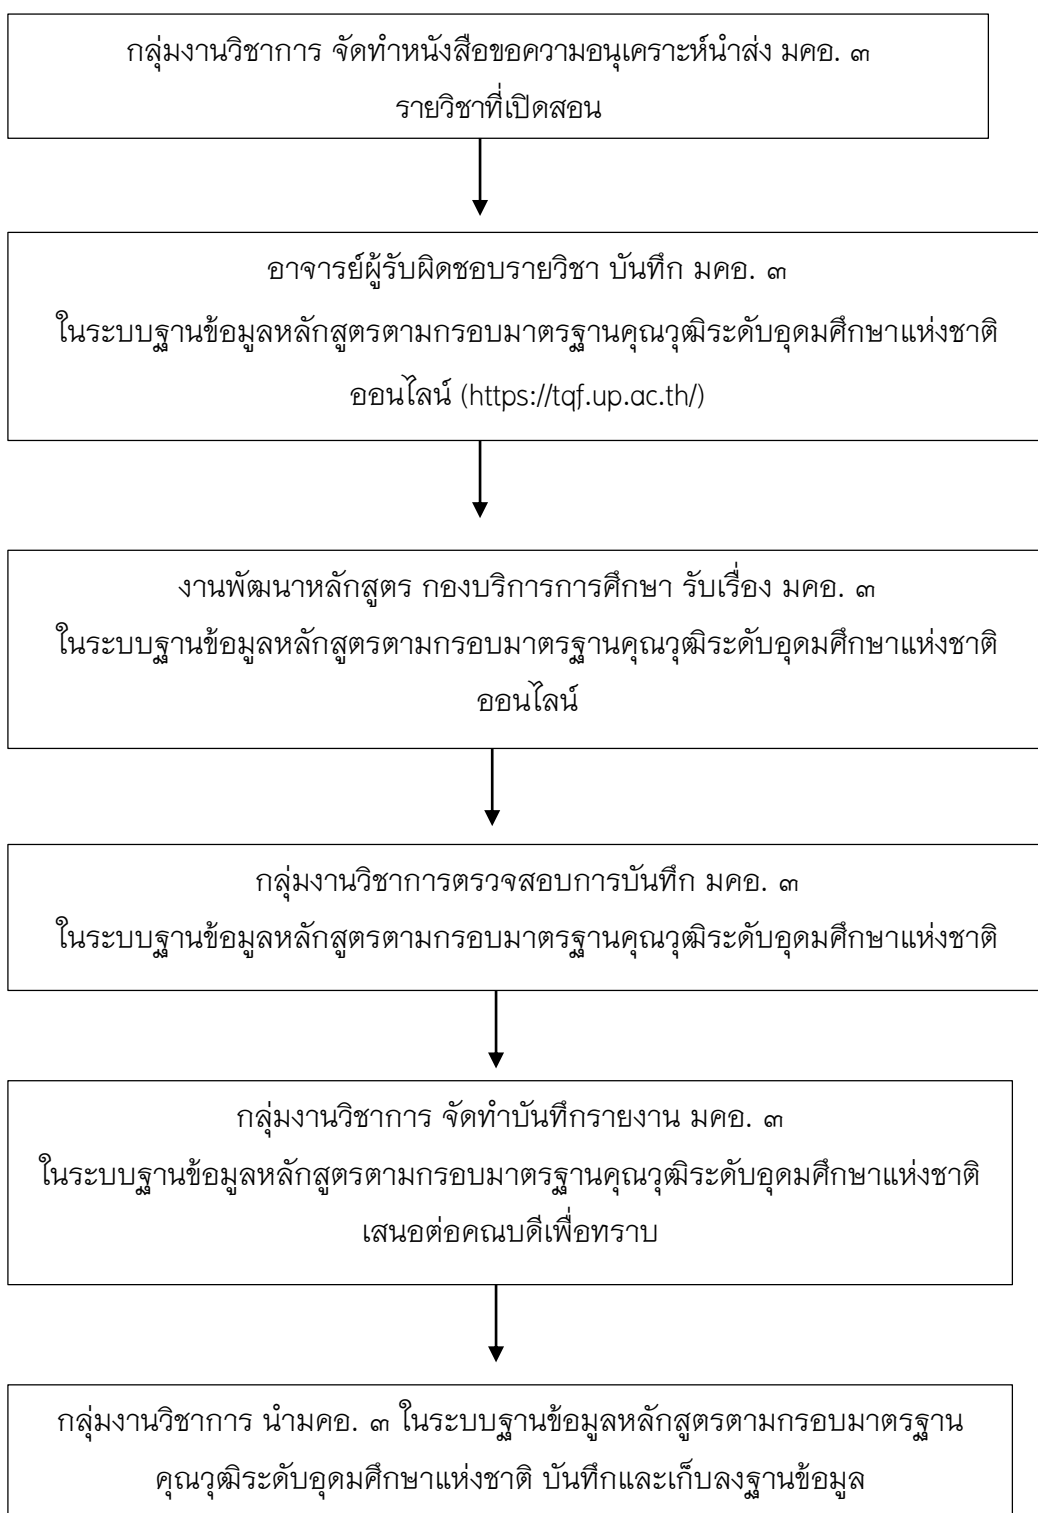 กลุ่มงานวิชาการ จัดทำหนังสือขอความอนุเคราะห์นำส่ง มคอ. ๓
รายวิชาที่เปิดสอน
อาจารย์ผู้รับผิดชอบรายวิชา บันทึก มคอ. ๓
ในระบบฐานข้อมูลหลักสูตรตามกรอบมาตรฐานคุณวุฒิระดับอุดมศึกษาแห่งชาติ
ออนไลน์ (https://tqf.up.ac.th/)
งานพัฒนาหลักสูตร กองบริการการศึกษา รับเรื่อง มคอ. ๓
ในระบบฐานข้อมูลหลักสูตรตามกรอบมาตรฐานคุณวุฒิระดับอุดมศึกษาแห่งชาติ
ออนไลน์
กลุ่มงานวิชาการตรวจสอบการบันทึก มคอ. ๓
ในระบบฐานข้อมูลหลักสูตรตามกรอบมาตรฐานคุณวุฒิระดับอุดมศึกษาแห่งชาติ
กลุ่มงานวิชาการ จัดทำบันทึกรายงาน มคอ. ๓
ในระบบฐานข้อมูลหลักสูตรตามกรอบมาตรฐานคุณวุฒิระดับอุดมศึกษาแห่งชาติ
เสนอต่อคณบดีเพื่อทราบ
กลุ่มงานวิชาการ นำมคอ. ๓ ในระบบฐานข้อมูลหลักสูตรตามกรอบมาตรฐาน
คุณวุฒิระดับอุดมศึกษาแห่งชาติ บันทึกและเก็บลงฐานข้อมูล